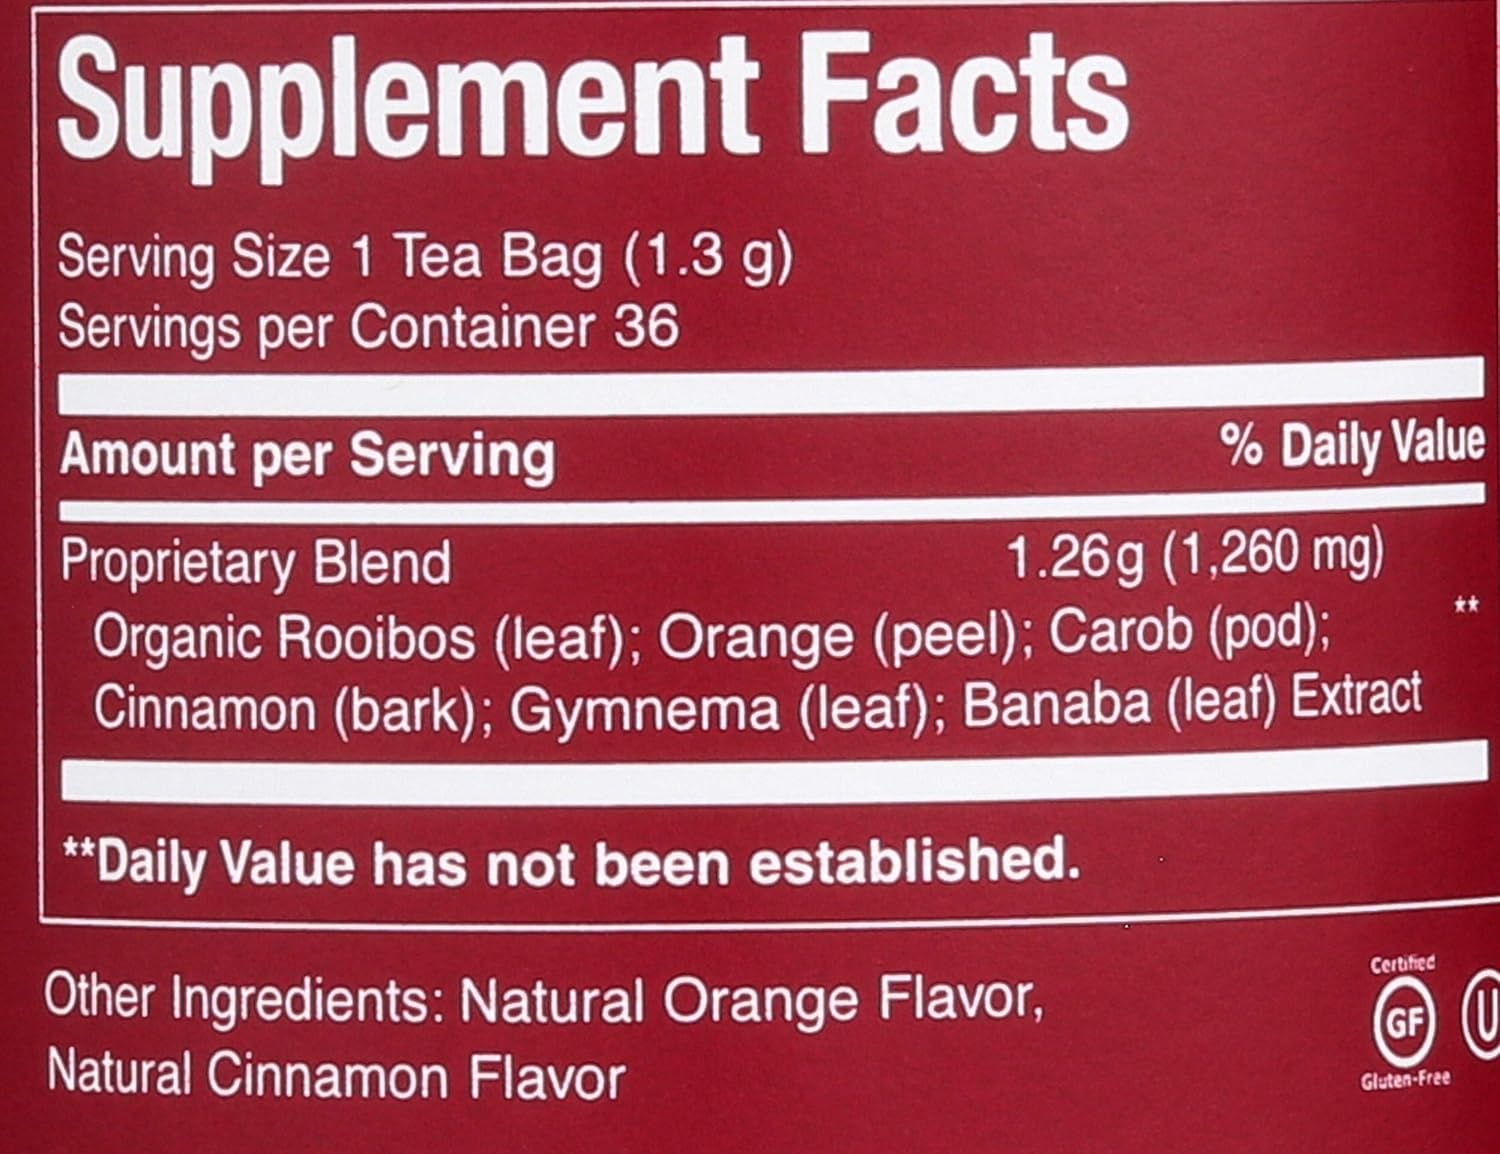 Supplement Facts
Serving Size 1 Tea Bag (1.3 g)
Servings per Container 36
Amount per Serving % Daily Value
Proprietary Blend 1.26g (1,260 mg)
Organic Rooibos (leaf); Orange (peel); Carob (pod); **
Cinnamon (bark); Gymnema (leaf); Banaba (leaf) Extract
**Daily Value has not been established.
Other Ingredients: Natural Orange Flavor,
Natural Cinnamon Flavor
Certified
GF U
Gluten-Free